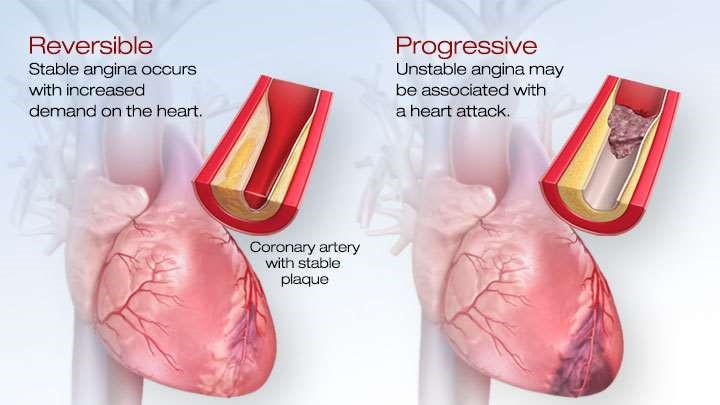 Reversible
Stable angina occurs
with increased
demand on the heart.
Coronary artery
with stable
plaque
Progressive
Unstable angina may
be associated with
a heart attack.